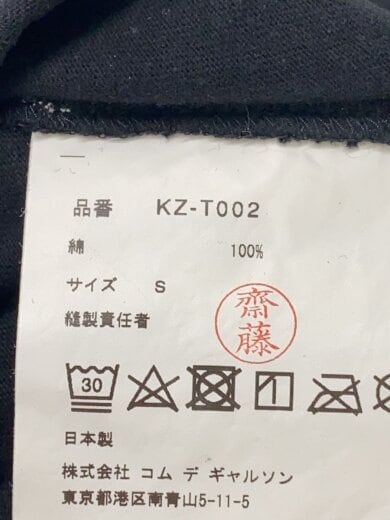 品番 KZ-T002
綿 100%
サイズ S
縫製責任者
齋藤
30
日本製
株式会社 コム デ ギャルソン
東京都港区南青山5-11-5